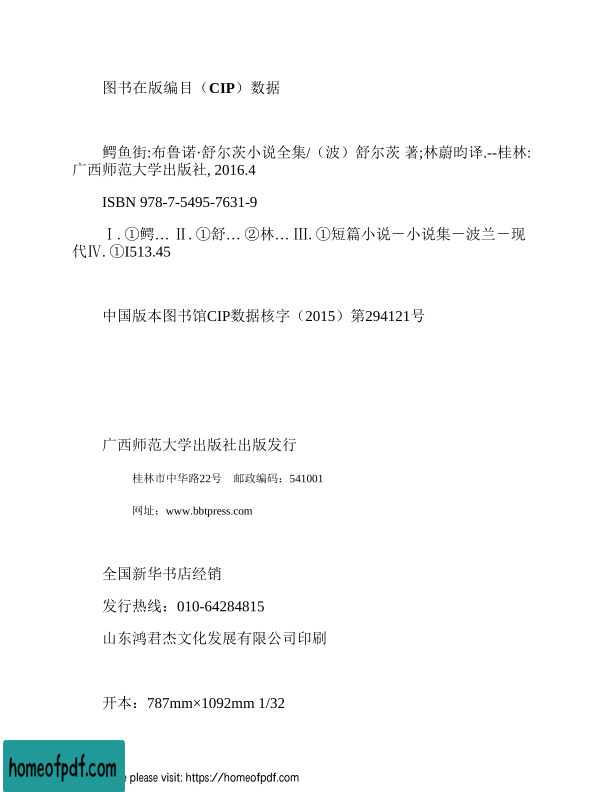 图书在版编目（CIP）数据
鳄鱼街:布鲁诺·舒尔茨小说全集/（波）舒尔茨 著;林蔚昀译.--桂林:
广西师范大学出版社, 2016.4
ISBN 978-7-5495-7631-9
Ⅰ. ①鳄… Ⅱ. ①舒… ②林… Ⅲ. ①短篇小说－小说集－波兰－现
代Ⅳ. ①I513.45
中国版本图书馆CIP数据核字（2015）第294121号
广西师范大学出版社出版发行
桂林市中华路22号　邮政编码：541001
网址：www.bbtpress.com
全国新华书店经销
发行热线：010-64284815
山东鸿君杰文化发展有限公司印刷
开本：787mm×1092mm 1/32
homeofpdf.com
please visit: https://homeofpdf.com